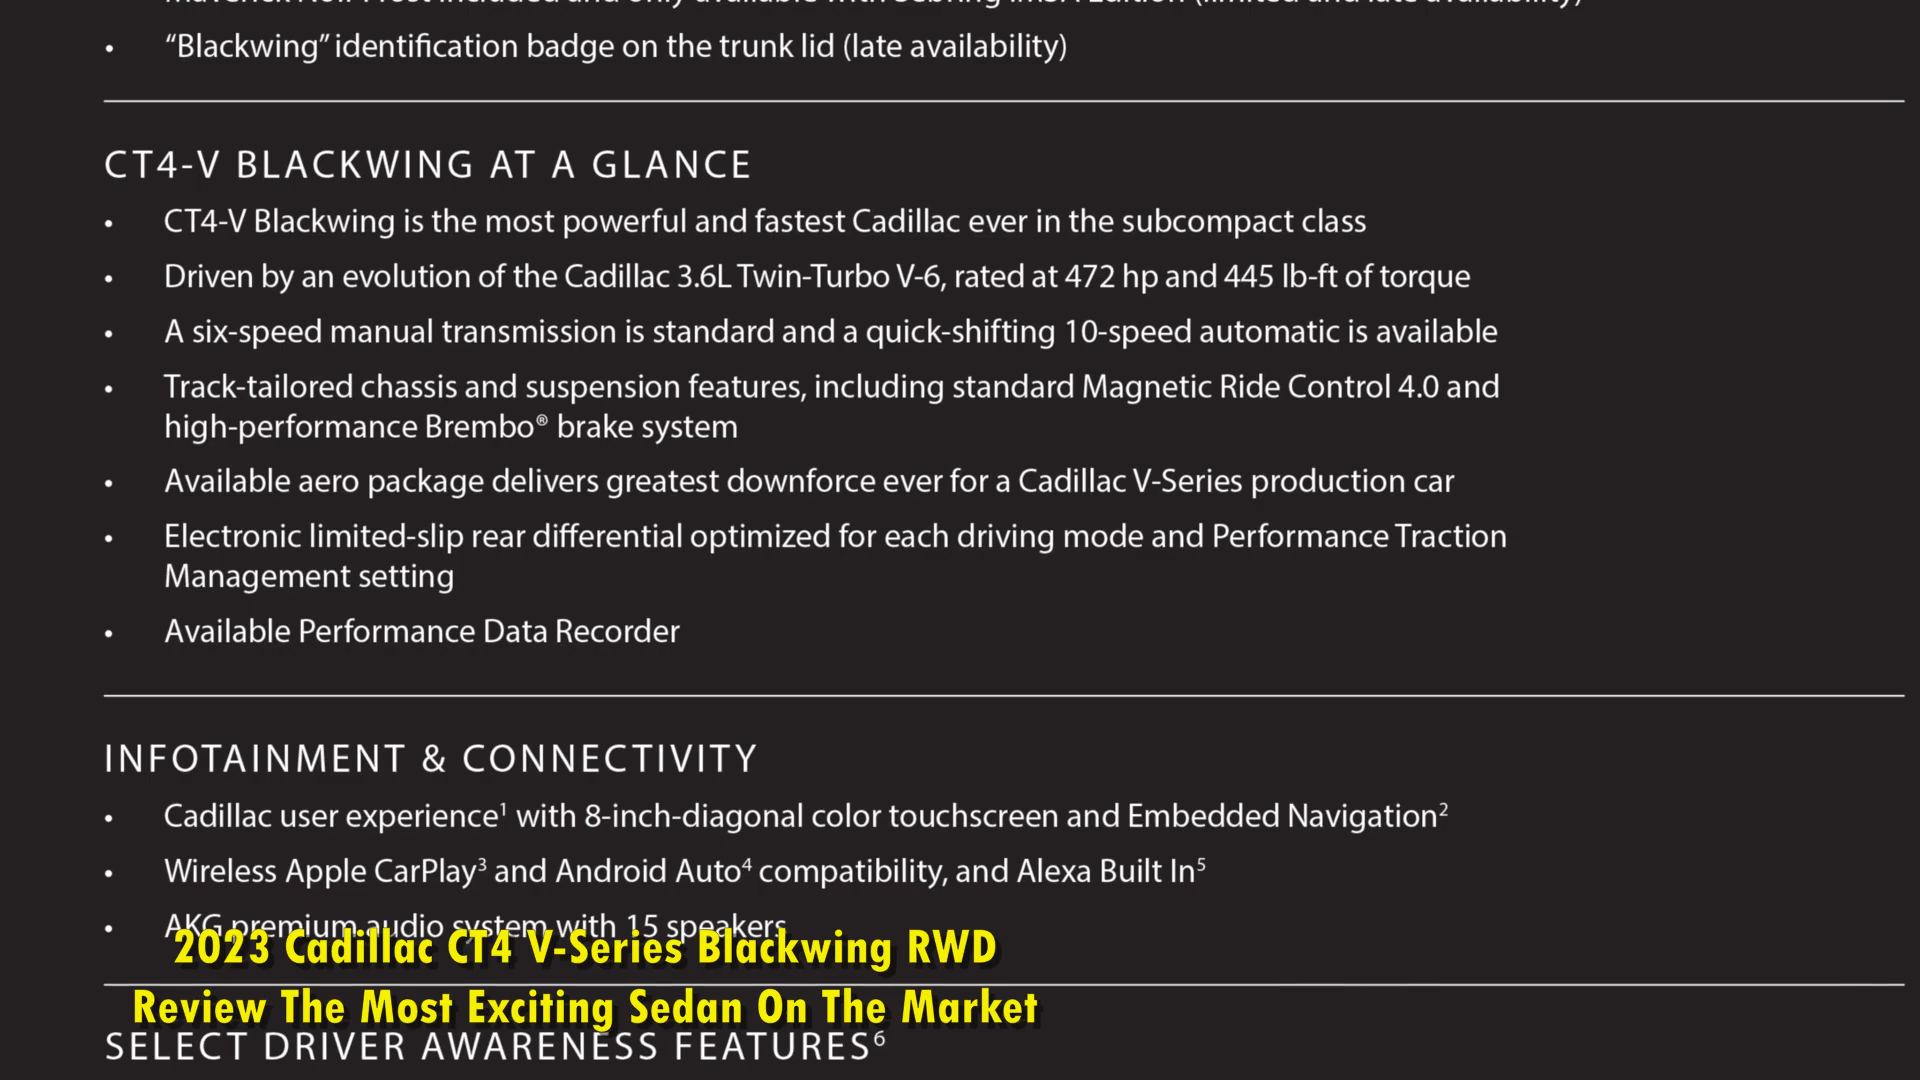 “Blackwing” identification badge on the trunk lid (late availability)
CT4-V BLACKWING AT A GLANCE
• CT4-V Blackwing is the most powerful and fastest Cadillac ever in the subcompact class
• Driven by an evolution of the Cadillac 3.6L Twin-Turbo V-6, rated at 472 hp and 445 lb-ft of torque
• A six-speed manual transmission is standard and a quick-shifting 10-speed automatic is available
• Track-tailored chassis and suspension features, including standard Magnetic Ride Control 4.0 and
high-performance Brembo® brake system
• Available aero package delivers greatest downforce ever for a Cadillac V-Series production car
• Electronic limited-slip rear differential optimized for each driving mode and Performance Traction
Management setting
• Available Performance Data Recorder
INFOTAINMENT & CONNECTIVITY
• Cadillac user experience¹ with 8-inch-diagonal color touchscreen and Embedded Navigation²
• Wireless Apple CarPlay³ and Android Auto⁴ compatibility, and Alexa Built In⁵
• AKG premium audio system with 15 speakers
2023 Cadillac CT4 V-Series Blackwing RWD
Review The Most Exciting Sedan On The Market
SELECT DRIVER AWARENESS FEATURES⁶